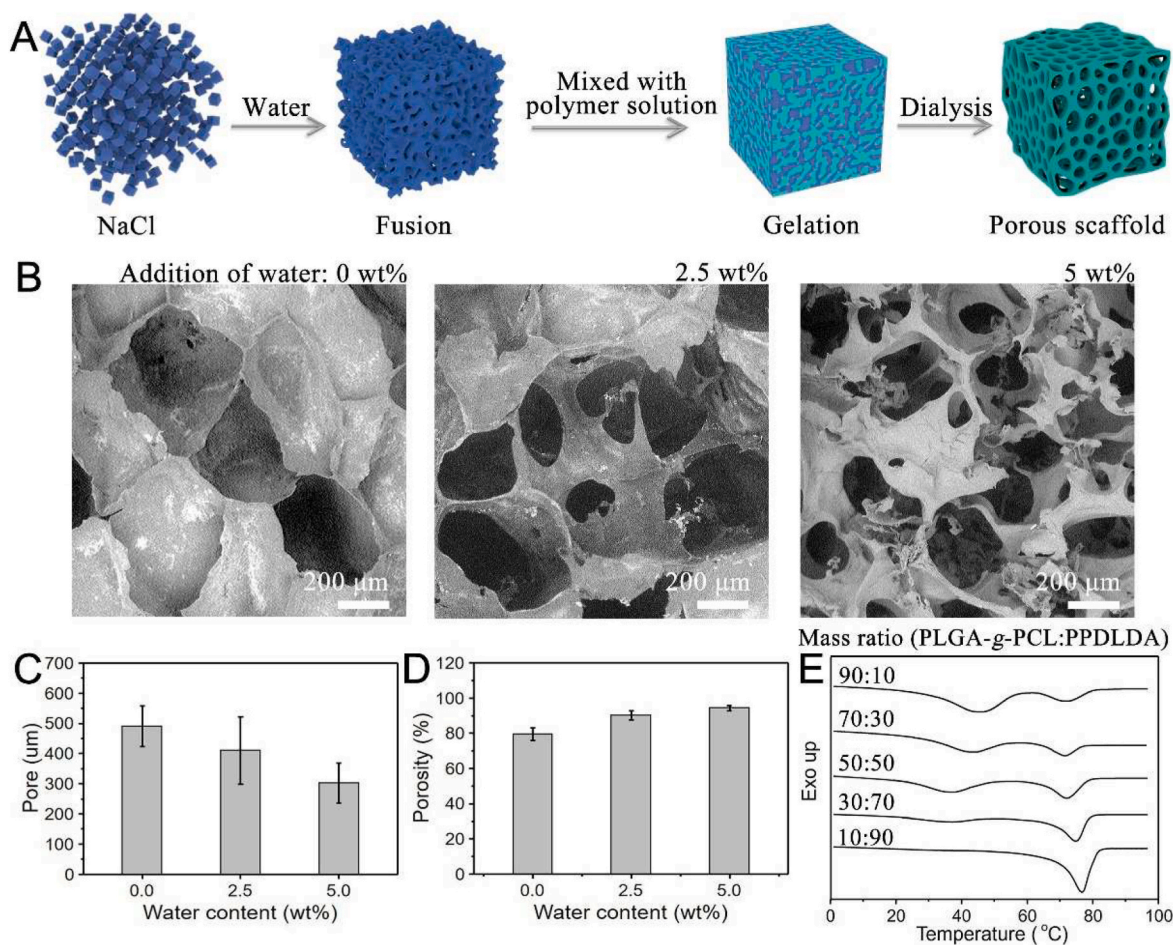 A
Water
Mixed with
polymer solution
Dialysis
NaCl
Fusion
Gelation
Porous scaffold
B
Addition of water: 0 wt%
2.5 wt%
5 wt%
200 μm
200 μm
200 μm
C
700
600
500
400
300
200
100
0
Pore (um)
0.0
2.5
5.0
Water content (wt%)
D
120
100
80
60
40
20
0
Porosity (%)
0.0
2.5
5.0
Water content (wt%)
Mass ratio (PLGA-g-PCL:PPDLDA)
E
90:10
70:30
50:50
30:70
10:90
Exo up
0
20
40
60
80
100
Temperature (°C)